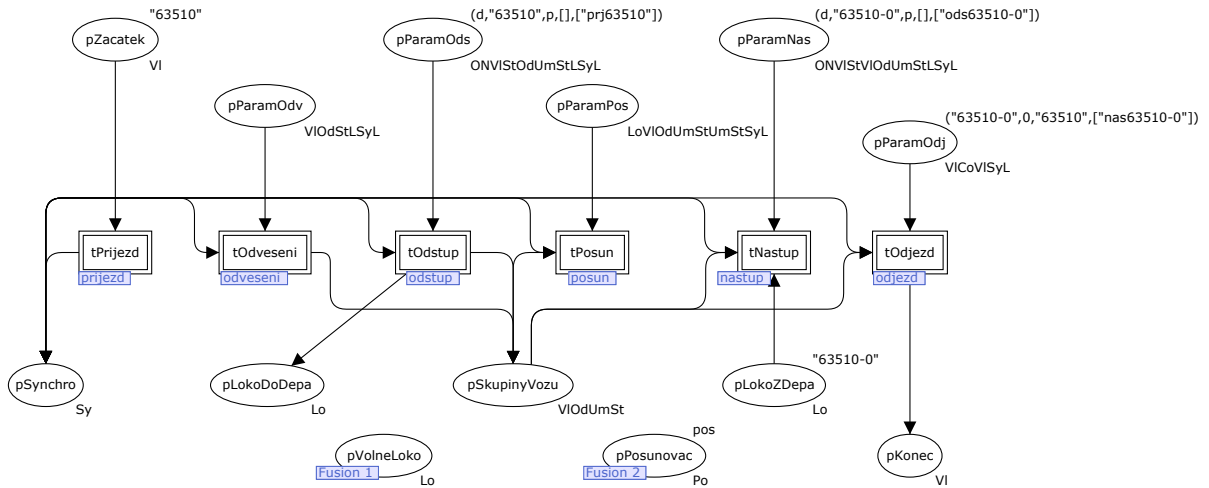 "63510"
(d,"63510",p,[],["prj63510"])
(d,"63510-0",p,[],["ods63510-0"])
pZacatek
pParamOds
pParamNas
Vl
ONVlStOdUmStLSyL
ONVlStVlOdUmStLSyL
pParamOdv
pParamPos
VlOdStLSyL
LoVlOdUmStUmStSyL
("63510-0",0,"63510",["nas63510-0"])
pParamOdj
VlCoVlSyL
tPrijezd
tOdveseni
tOdstup
tPosun
tNastup
tOdjezd
prijezd
odveseni
odstup
posun
nastup
odjezd
"63510-0"
pSynchro
pLokoDoDepa
pSkupinyVozu
pLokoZDepa
Sy
Lo
VlOdUmSt
Lo
pos
pVolneLoko
pPosunovac
pKonec
Fusion 1
Fusion 2
Lo
Po
Vl